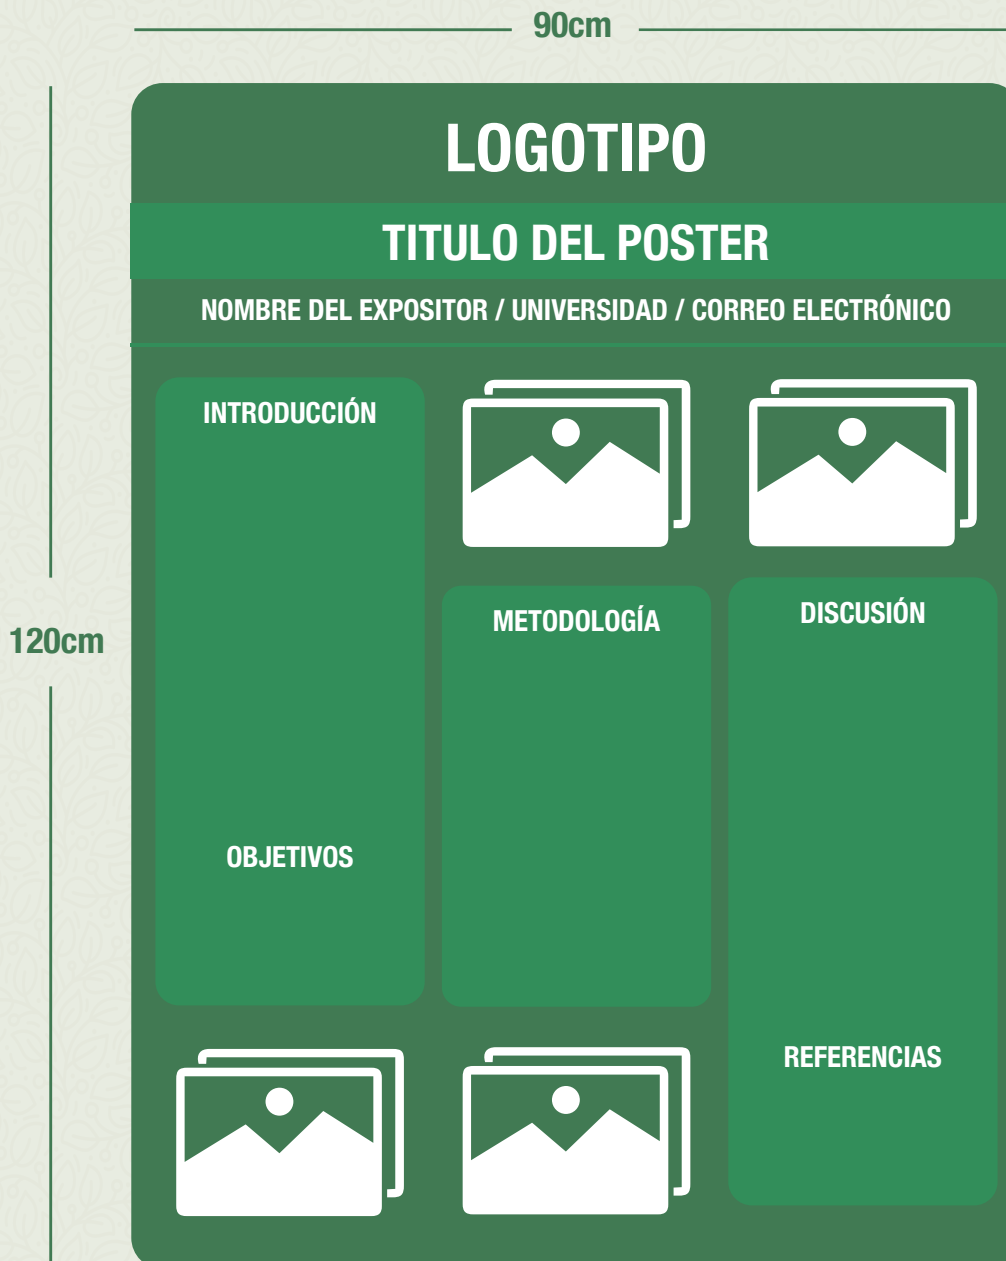 90cm
LOGOTIPO
TITULO DEL POSTER
NOMBRE DEL EXPOSITOR / UNIVERSIDAD / CORREO ELECTRÓNICO
INTRODUCCIÓN
OBJETIVOS
METODOLOGÍA
DISCUSIÓN
REFERENCIAS
120cm